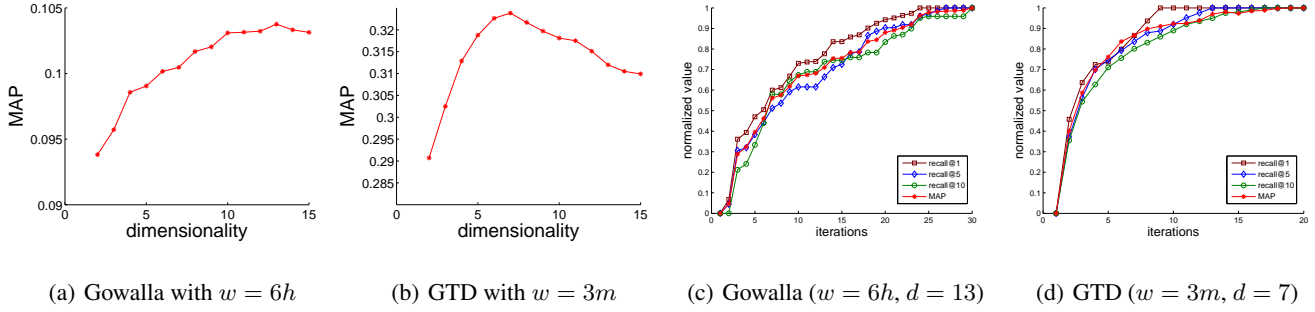 MAP
0.105
0.1
0.095
0.09
0
5
10
15
dimensionality
MAP
0.32
0.315
0.31
0.305
0.3
0.295
0.29
0.285
0
5
10
15
dimensionality
normalized value
1
0.9
0.8
0.7
0.6
0.5
0.4
0.3
0.2
0.1
0
0
5
10
15
20
25
30
iterations
recall@1
recall@5
recall@10
MAP
normalized value
1
0.9
0.8
0.7
0.6
0.5
0.4
0.3
0.2
0.1
0
0
5
10
15
20
iterations
recall@1
recall@5
recall@10
MAP
(a) Gowalla with w = 6h
(b) GTD with w = 3m
(c) Gowalla (w = 6h, d = 13)
(d) GTD (w = 3m, d = 7)